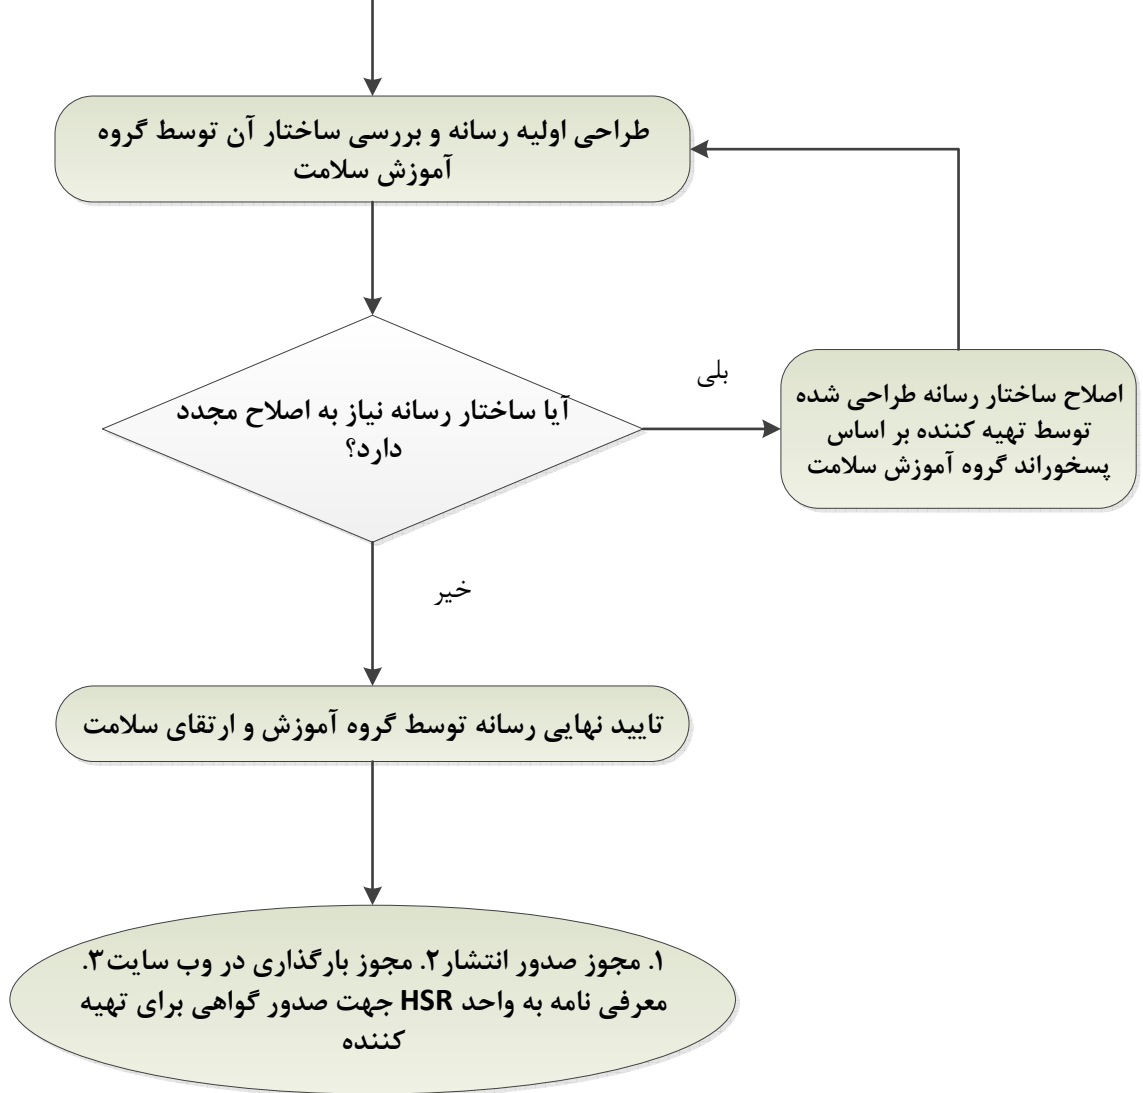 طراحی اولیه رسانه و بررسی ساختار آن توسط گروه
آموزش سلامت
آیا ساختار رسانه نیاز به اصلاح مجدد
دارد؟
بلی
اصلاح ساختار رسانه طراحی شده
توسط تهیه کننده بر اساس
پسخوراند گروه آموزش سلامت
خیر
تایید نهایی رسانه توسط گروه آموزش و ارتقای سلامت
۱. مجوز صدور انتشار۲. مجوز بارگذاری در وب سایت۳.
معرفی نامه به واحد HSR جهت صدور گواهی برای تهیه
کننده